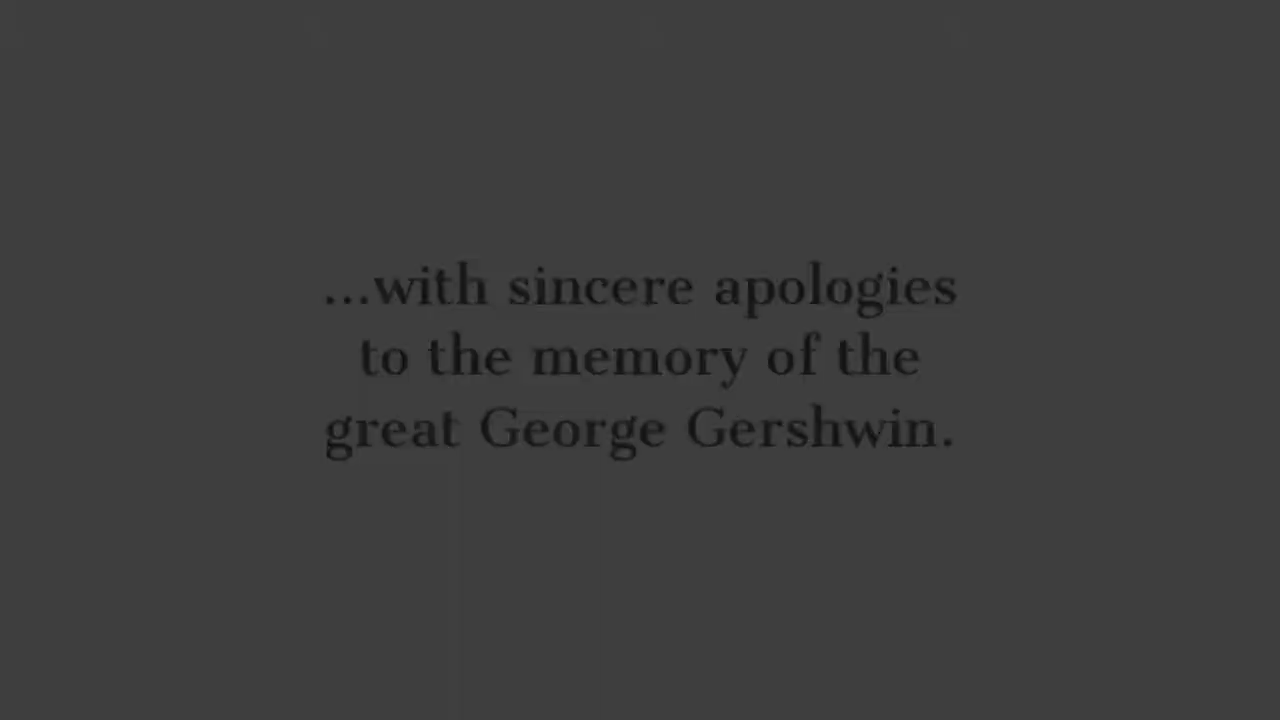 ...with sincere apologies
to the memory of the
great George Gershwin.